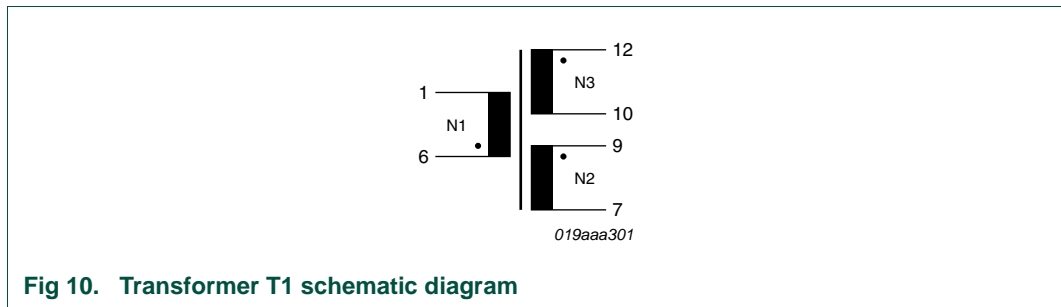 12
N3
1
N1
10
9
6
N2
7
019aaa301
Fig 10. Transformer T1 schematic diagram